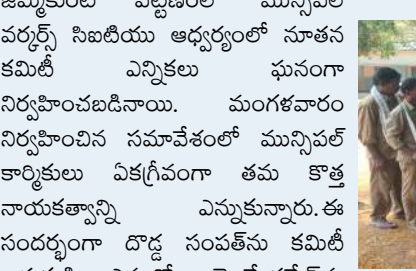 జమ్మికుంట పట్టణంలో మున్సిపల్
వర్కర్స్ సిఐటియు ఆధ్వర్యంలో నూతన
కమిటీ ఎన్నికలు ఘనంగా
నిర్వహించబడినాయి. మంగళవారం
నిర్వహించిన సమావేశంలో మున్సిపల్
కార్మికులు ఏకగ్రీవంగా తమ కొత్త
నాయకత్వాన్ని ఎన్నుకున్నారు.ఈ
సందర్భంగా దొడ్డ సంపత్‌ను కమిటీ